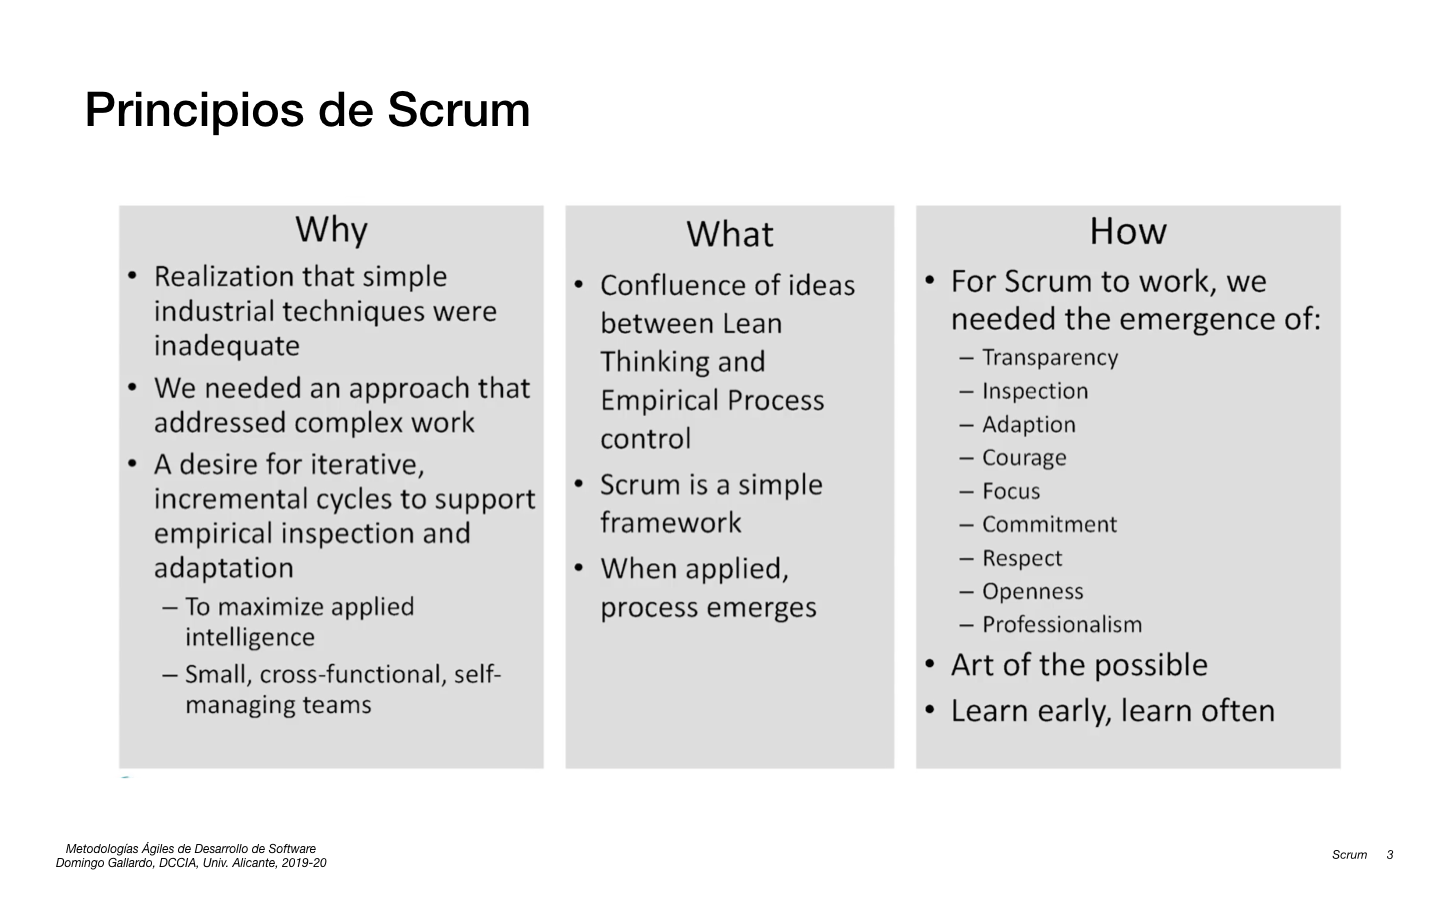 Principios de Scrum
Why
• Realization that simple
industrial techniques were
inadequate
• We needed an approach that
addressed complex work
• A desire for iterative,
incremental cycles to support
empirical inspection and
adaptation
– To maximize applied
intelligence
– Small, cross-functional, self-
managing teams
What
• Confluence of ideas
between Lean
Thinking and
Empirical Process
control
• Scrum is a simple
framework
• When applied,
process emerges
How
• For Scrum to work, we
needed the emergence of:
– Transparency
– Inspection
– Adaption
– Courage
– Focus
– Commitment
– Respect
– Openness
– Professionalism
• Art of the possible
• Learn early, learn often
Metodologías Ágiles de Desarrollo de Software
Domingo Gallardo, DCCIA, Univ. Alicante, 2019-20
Scrum 3